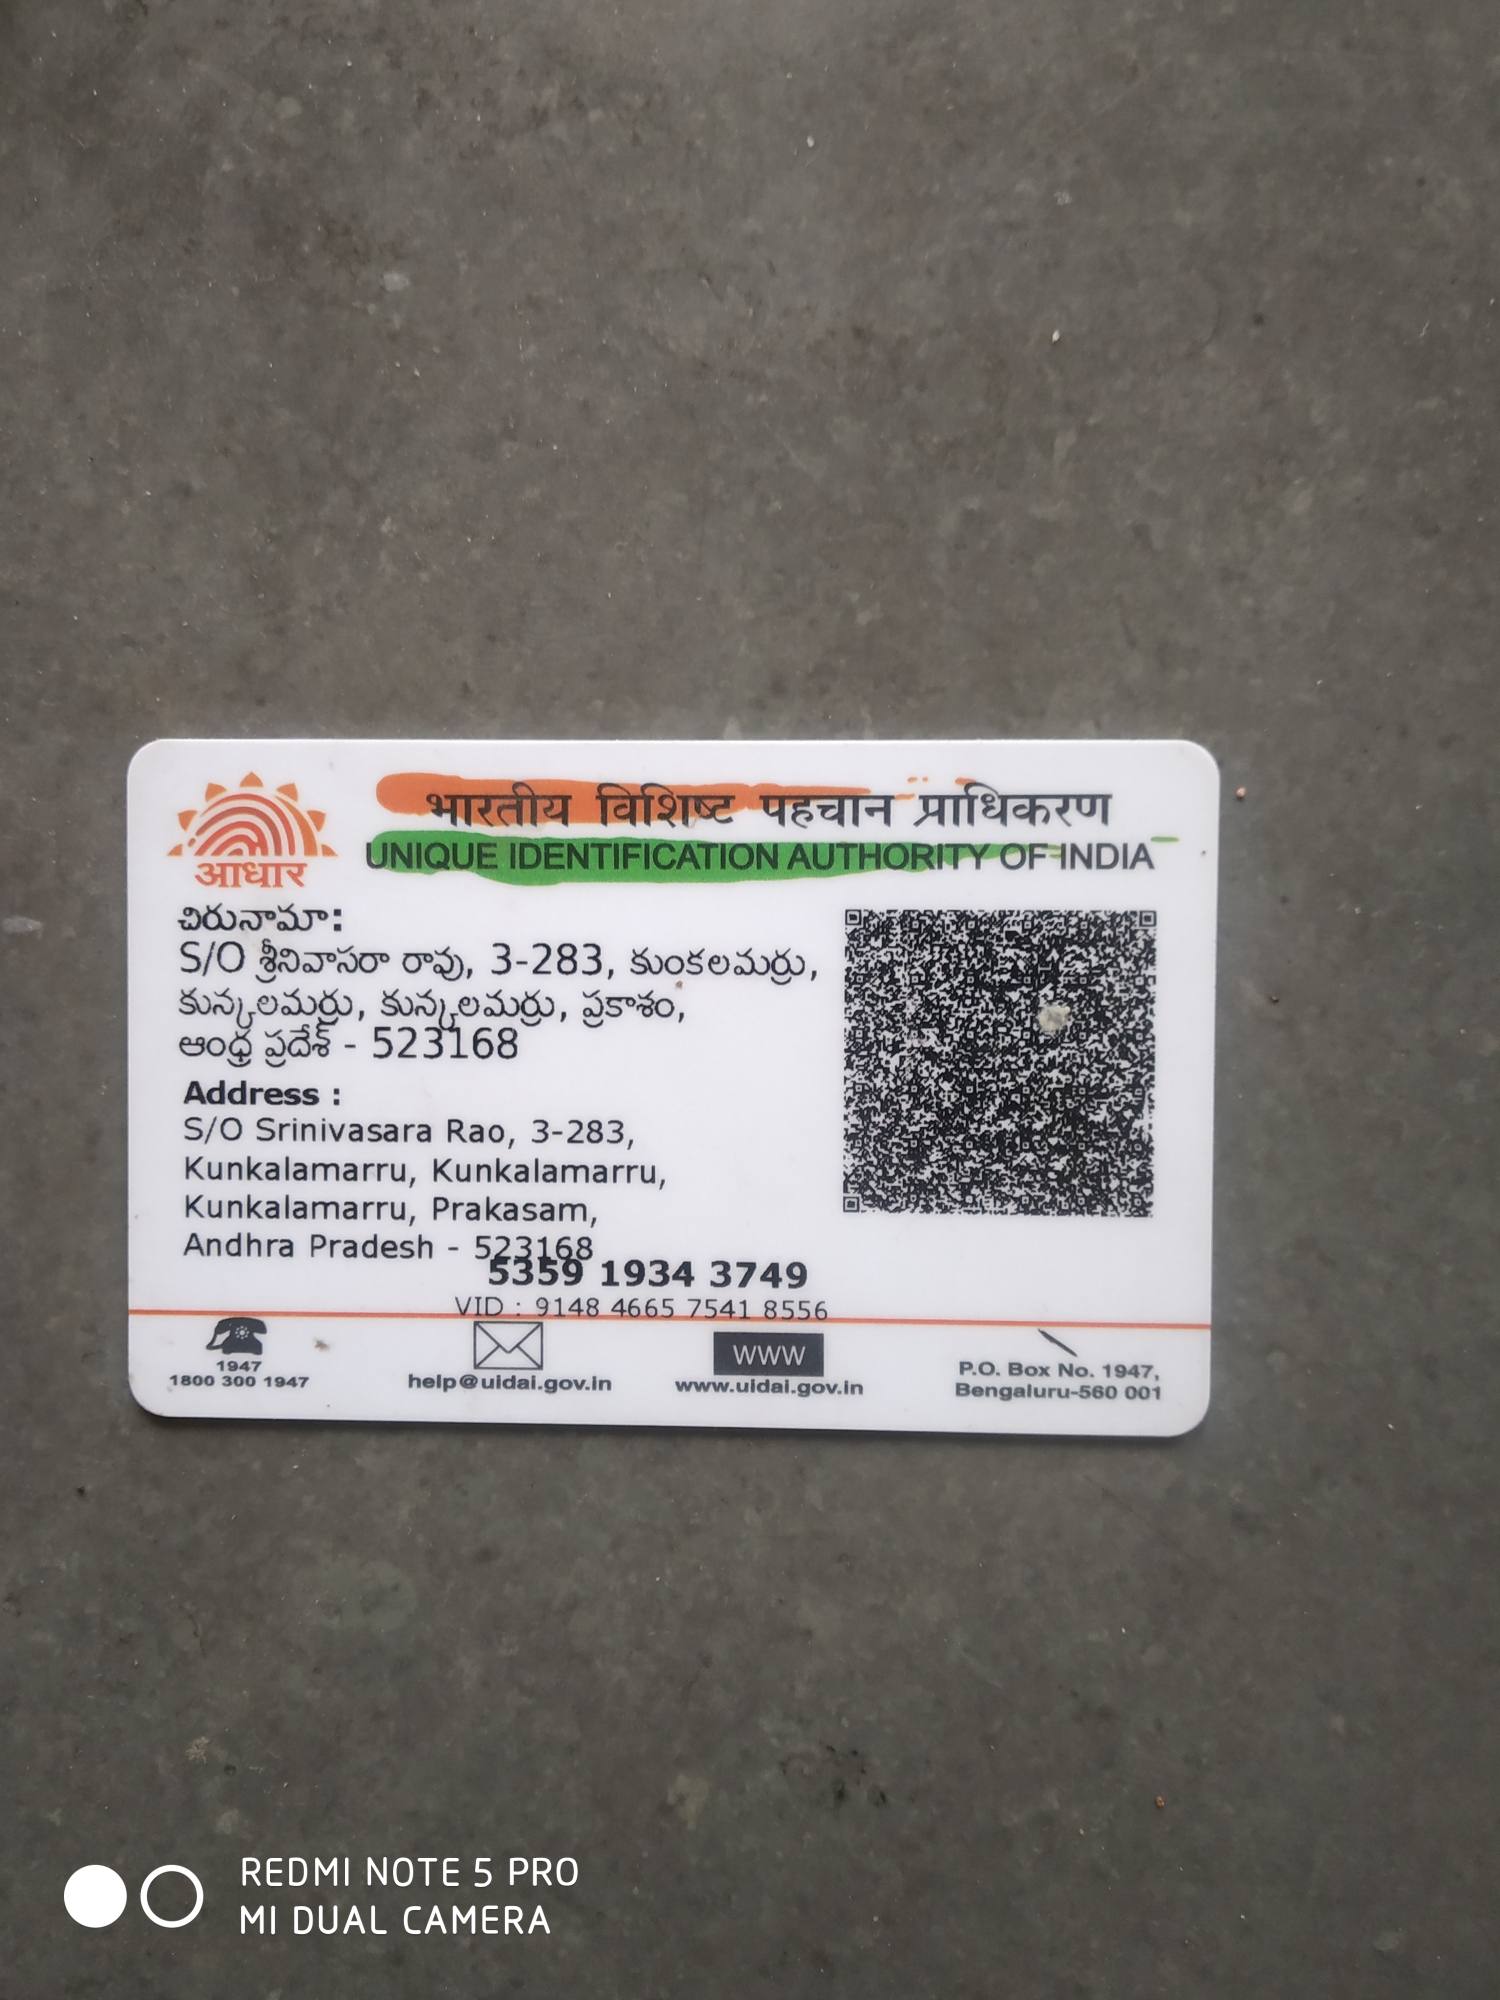 आधार
भारतीय विशिष्ट पहचान प्राधिकरण
UNIQUE IDENTIFICATION AUTHORITY OF INDIA
చిరునామా:
S/O శ్రీనివాసరా రావు, 3-283, కుంకలమర్రు,
కున్కలమర్రు, కున్కలమర్రు, ప్రకాశం,
ఆంధ్ర ప్రదేశ్ - 523168
Address :
S/O Srinivasara Rao, 3-283,
Kunkalamarru, Kunkalamarru,
Kunkalamarru, Prakasam,
Andhra Pradesh - 523168
5359 1934 3749
VID : 9148 4665 7541 8556
1947
1800 300 1947
help@uidai.gov.in
WWW
www.uidai.gov.in
P.O. Box No. 1947,
Bengaluru-560 001
REDMI NOTE 5 PRO
MI DUAL CAMERA